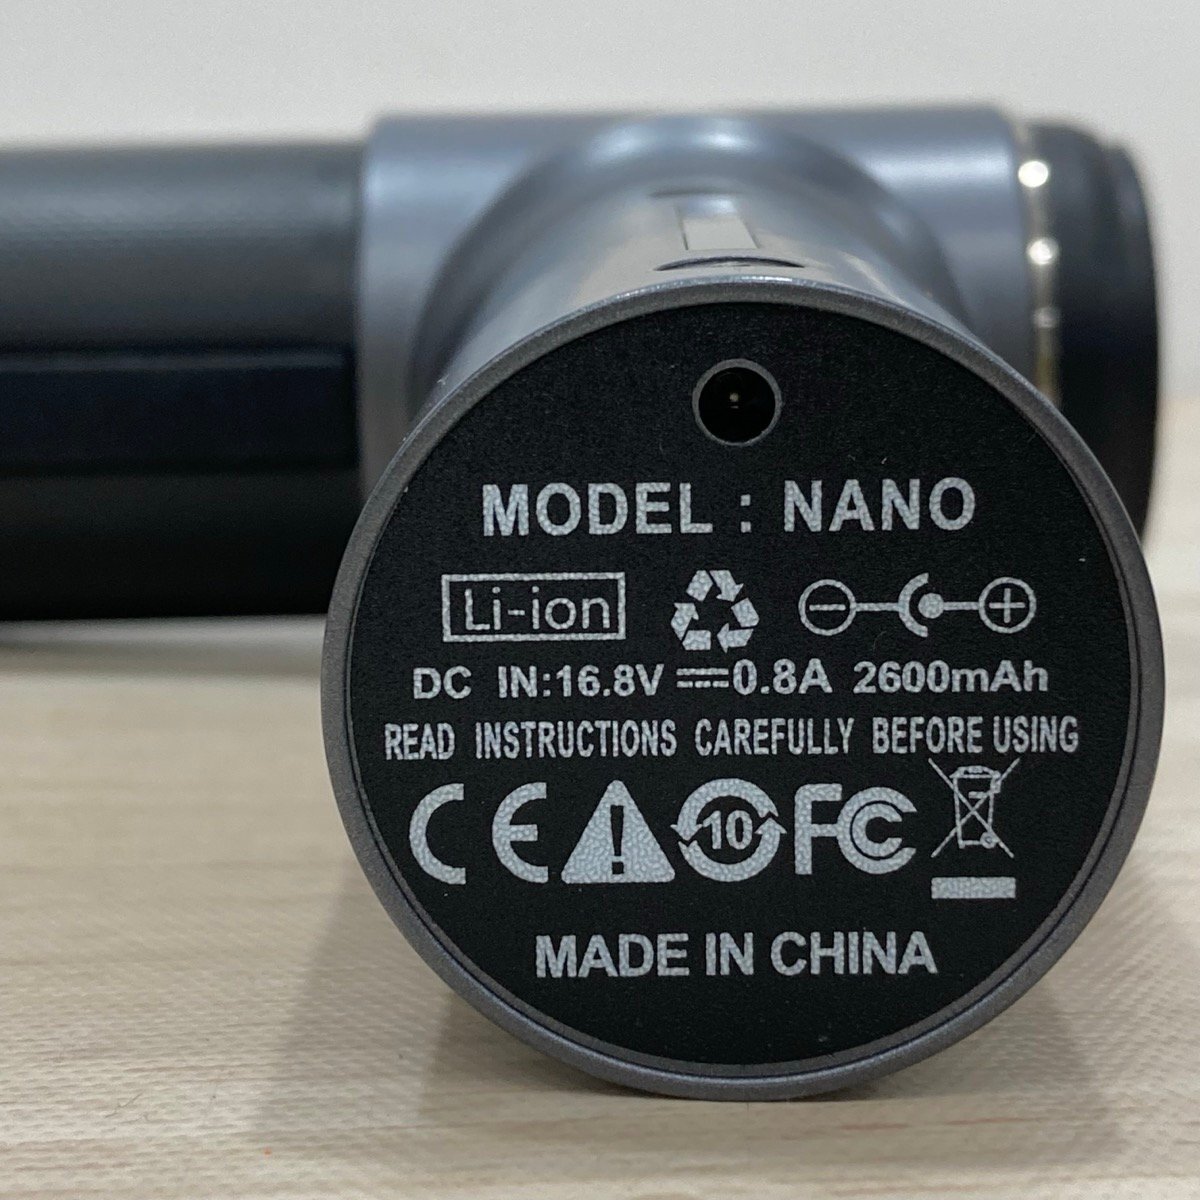 MODEL : NANO
Li-ion
DC IN:16.8V ⎓0.8A 2600mAh
READ INSTRUCTIONS CAREFULLY BEFORE USING
CE 10 FC
MADE IN CHINA